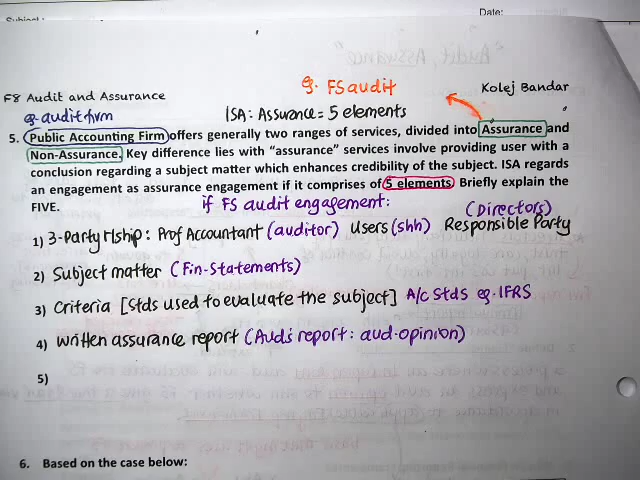 Date:
F8 Audit and Assurance
eg. FS audit
Kolej Bandar
eg. audit firm
ISA: Assurance = 5 elements
5. Public Accounting Firm offers generally two ranges of services, divided into Assurance and
Non-Assurance. Key difference lies with “assurance” services involve providing user with a
conclusion regarding a subject matter which enhances credibility of the subject. ISA regards
an engagement as assurance engagement if it comprises of 5 elements. Briefly explain the
FIVE.
if FS audit engagement:
(Directors)
1) 3-Party r'ship: Prof Accountant (auditor) Users (shh) Responsible Party
2) Subject matter (Fin-Statements)
3) Criteria [Stds used to evaluate the subject] A/c Stds eg. IFRS
4) Written assurance report (Aud's report: aud-opinion)
5)
6. Based on the case below: